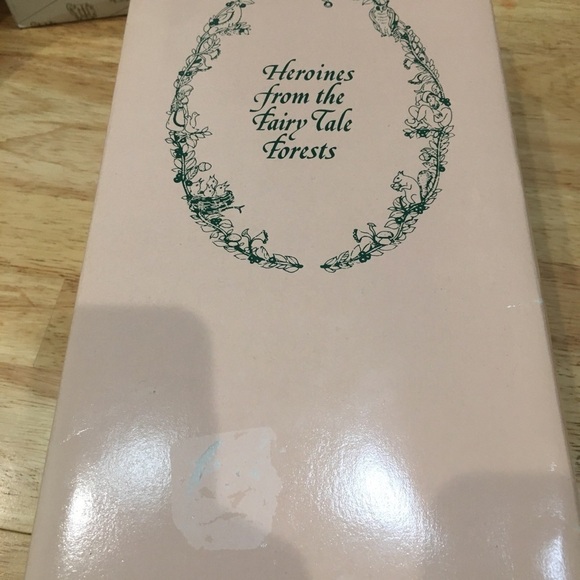 Heroines
from the
Fairy Tale
Forests